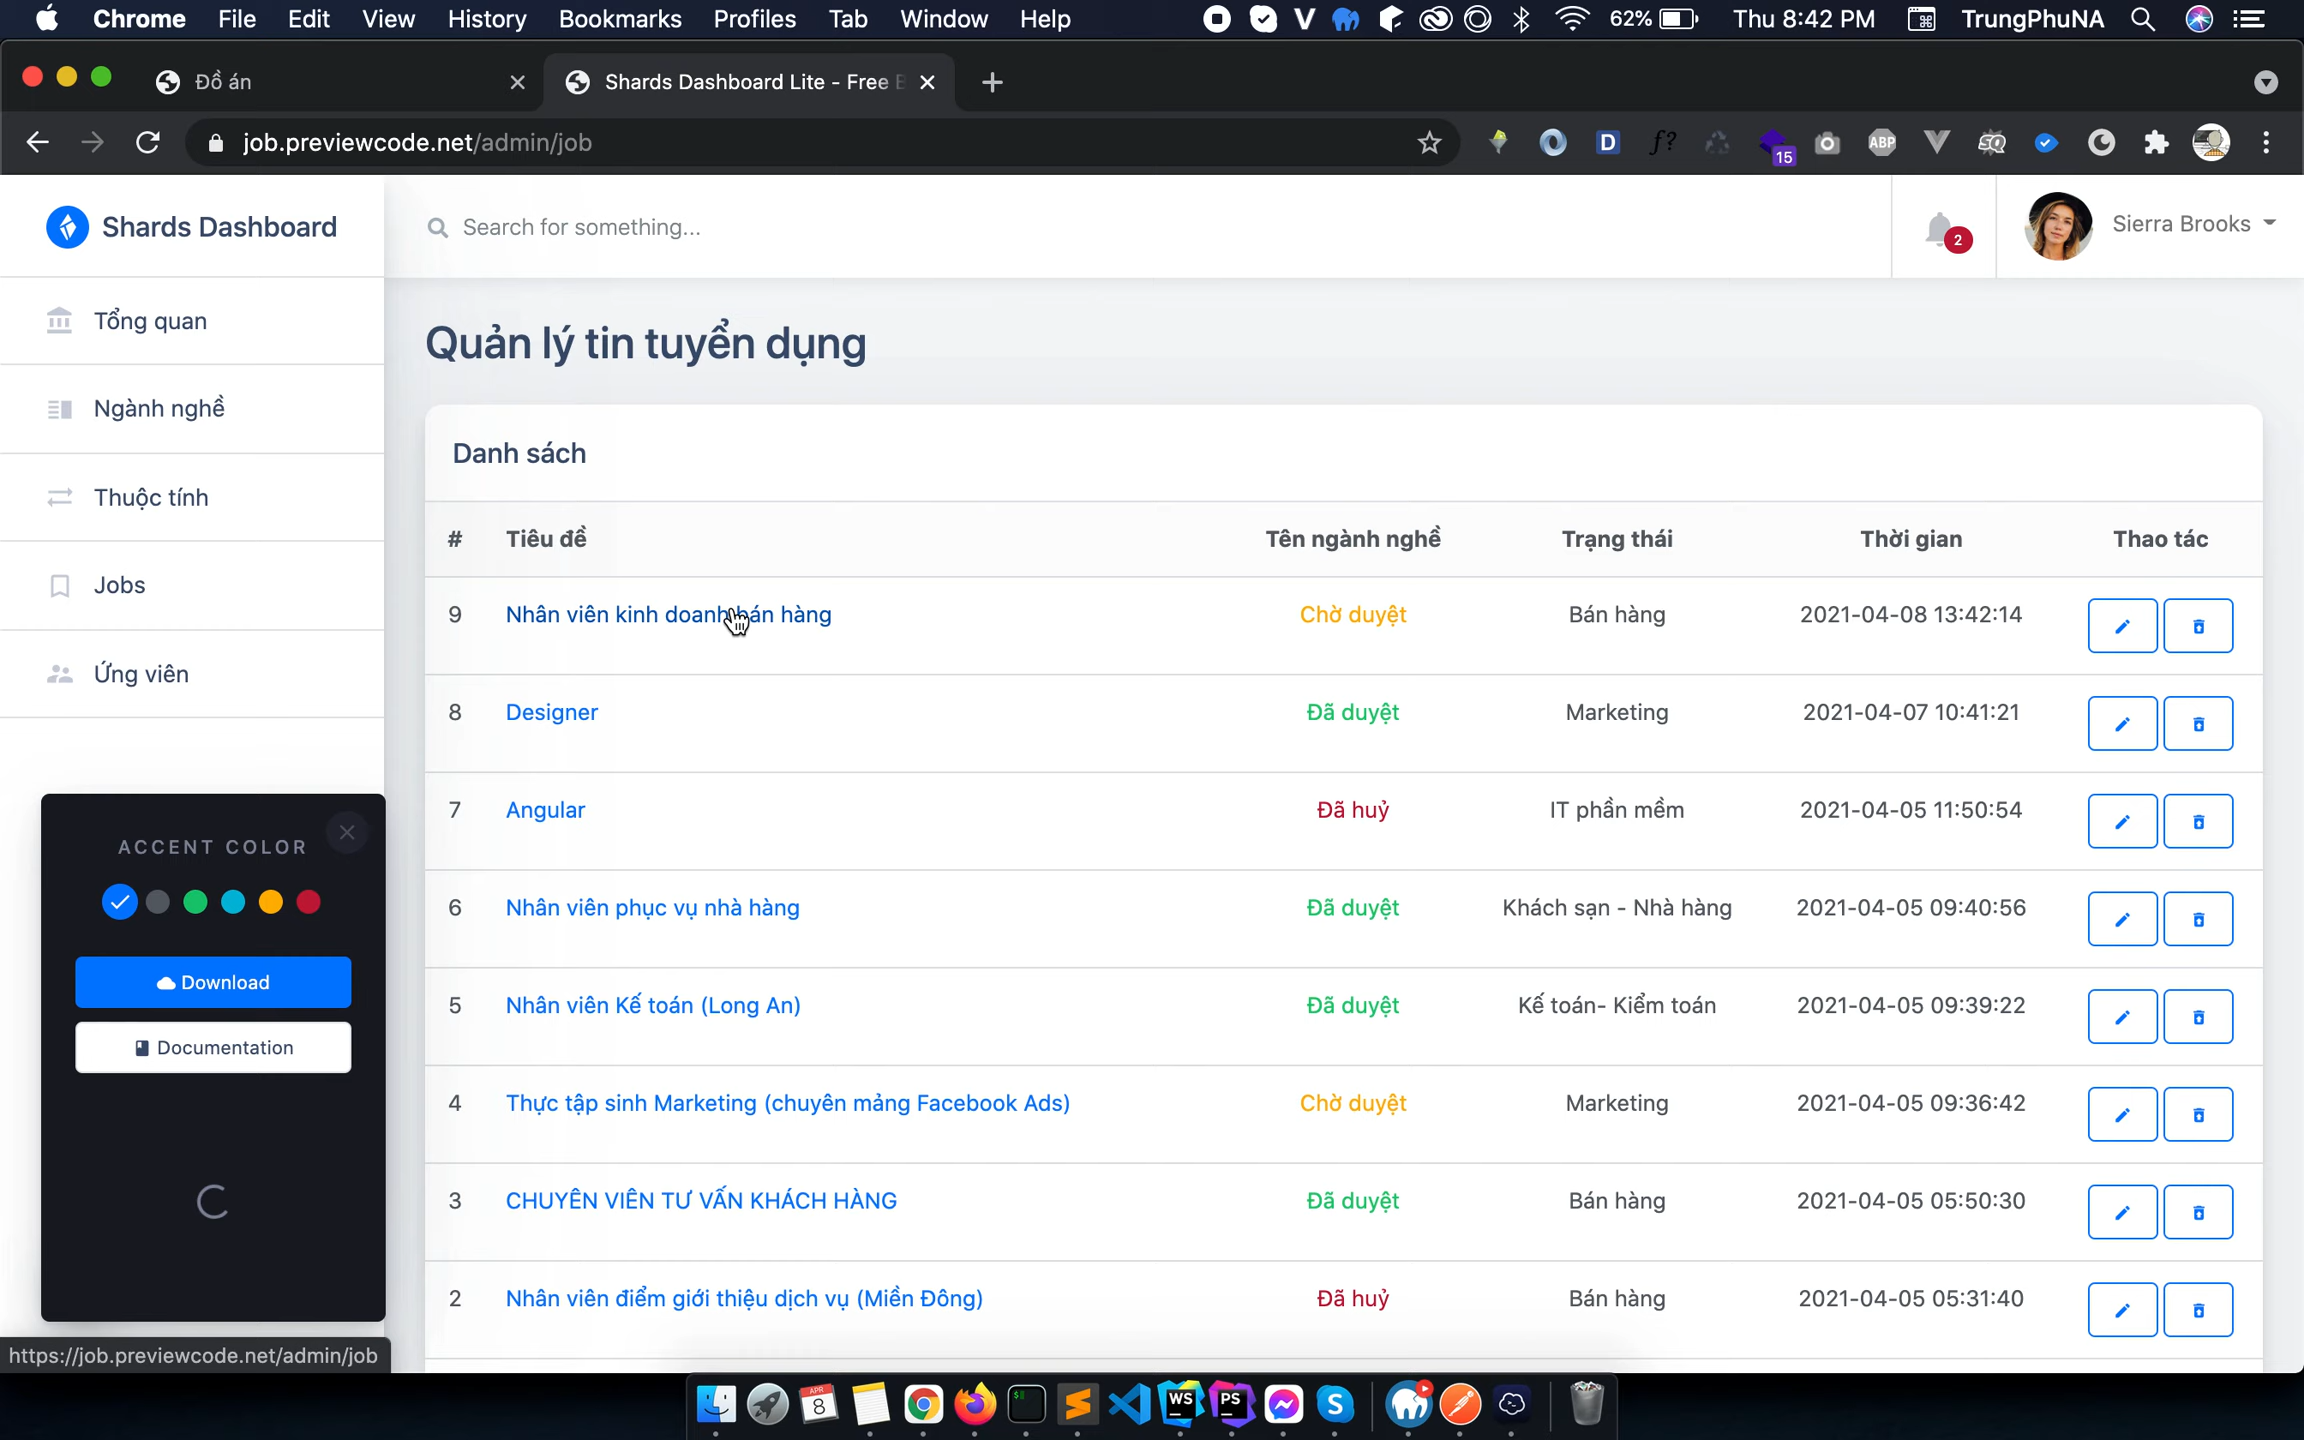 Chrome File Edit View History Bookmarks Profiles Tab Window Help 62% Thu 8:42 PM TrungPhuNA
Đồ án
Shards Dashboard Lite - Free
job.previewcode.net/admin/job
D f? 15 ABP
Shards Dashboard
Search for something...
2
Sierra Brooks
Tổng quan
Ngành nghề
Thuộc tính
Jobs
Ứng viên
Quản lý tin tuyển dụng
Danh sách
# Tiêu đề Tên ngành nghề Trạng thái Thời gian Thao tác
9 Nhân viên kinh doanh bán hàng Chờ duyệt Bán hàng 2021-04-08 13:42:14
8 Designer Đã duyệt Marketing 2021-04-07 10:41:21
7 Angular Đã huỷ IT phần mềm 2021-04-05 11:50:54
6 Nhân viên phục vụ nhà hàng Đã duyệt Khách sạn - Nhà hàng 2021-04-05 09:40:56
5 Nhân viên Kế toán (Long An) Đã duyệt Kế toán- Kiểm toán 2021-04-05 09:39:22
4 Thực tập sinh Marketing (chuyên mảng Facebook Ads) Chờ duyệt Marketing 2021-04-05 09:36:42
3 CHUYÊN VIÊN TƯ VẤN KHÁCH HÀNG Đã duyệt Bán hàng 2021-04-05 05:50:30
2 Nhân viên điểm giới thiệu dịch vụ (Miền Đông) Đã huỷ Bán hàng 2021-04-05 05:31:40
ACCENT COLOR
Download
Documentation
https://job.previewcode.net/admin/job
APR
8
WS
PS
S